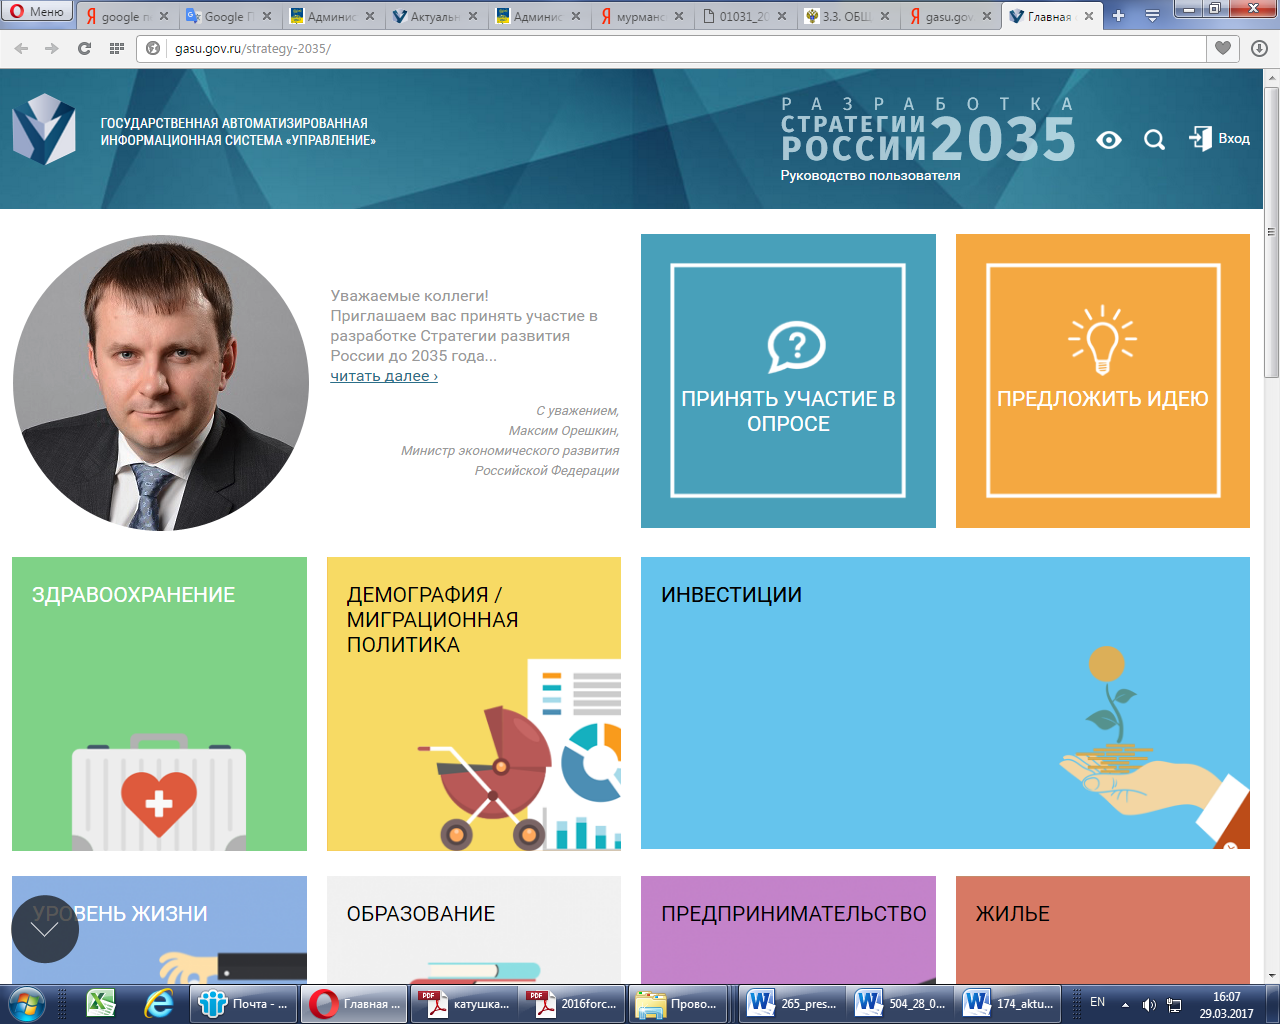 Меню
google п
Google П
Админис
Актуальн
Админис
мурманс
01031_20
3.3. ОБЩ
gasu.gov
Главная
gasu.gov.ru/strategy-2035/
ГОСУДАРСТВЕННАЯ АВТОМАТИЗИРОВАННАЯ
ИНФОРМАЦИОННАЯ СИСТЕМА «УПРАВЛЕНИЕ»
РАЗРАБОТКА
СТРАТЕГИИ
РОССИИ 2035
Руководство пользователя
Вход
Уважаемые коллеги!
Приглашаем вас принять участие в
разработке Стратегии развития
России до 2035 года...
читать далее ›
С уважением,
Максим Орешкин,
Министр экономического развития
Российской Федерации
ПРИНЯТЬ УЧАСТИЕ В
ОПРОСЕ
ПРЕДЛОЖИТЬ ИДЕЮ
ЗДРАВООХРАНЕНИЕ
ДЕМОГРАФИЯ /
МИГРАЦИОННАЯ
ПОЛИТИКА
ИНВЕСТИЦИИ
УРОВЕНЬ ЖИЗНИ
ОБРАЗОВАНИЕ
ПРЕДПРИНИМАТЕЛЬСТВО
ЖИЛЬЕ
Почта - ...
Главная ...
катушка...
2016forc...
Прово...
265_pres...
504_28_0...
174_aktu...
EN
16:07
29.03.2017